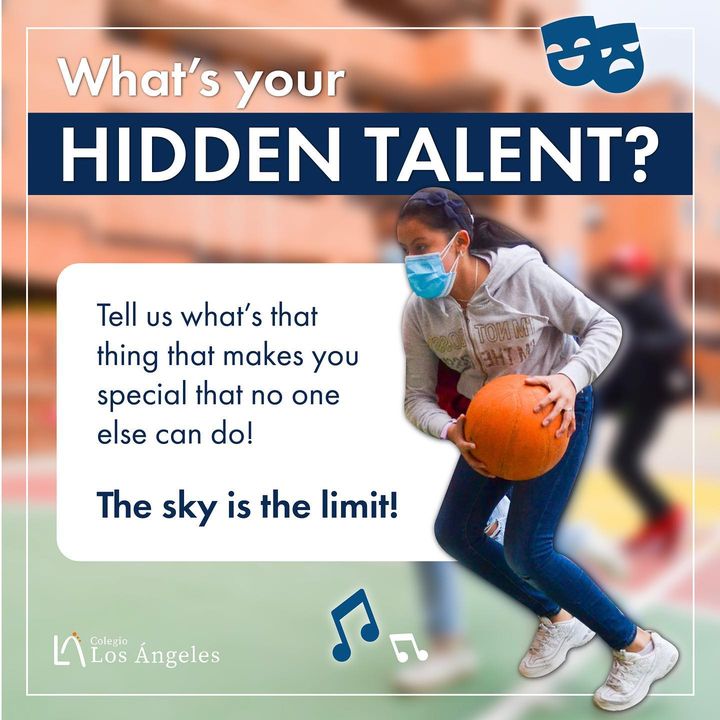 What's your
HIDDEN TALENT?
Tell us what's that
thing that makes you
special that no one
else can do!
The sky is the limit!
LA
Colegio
Los Ángeles